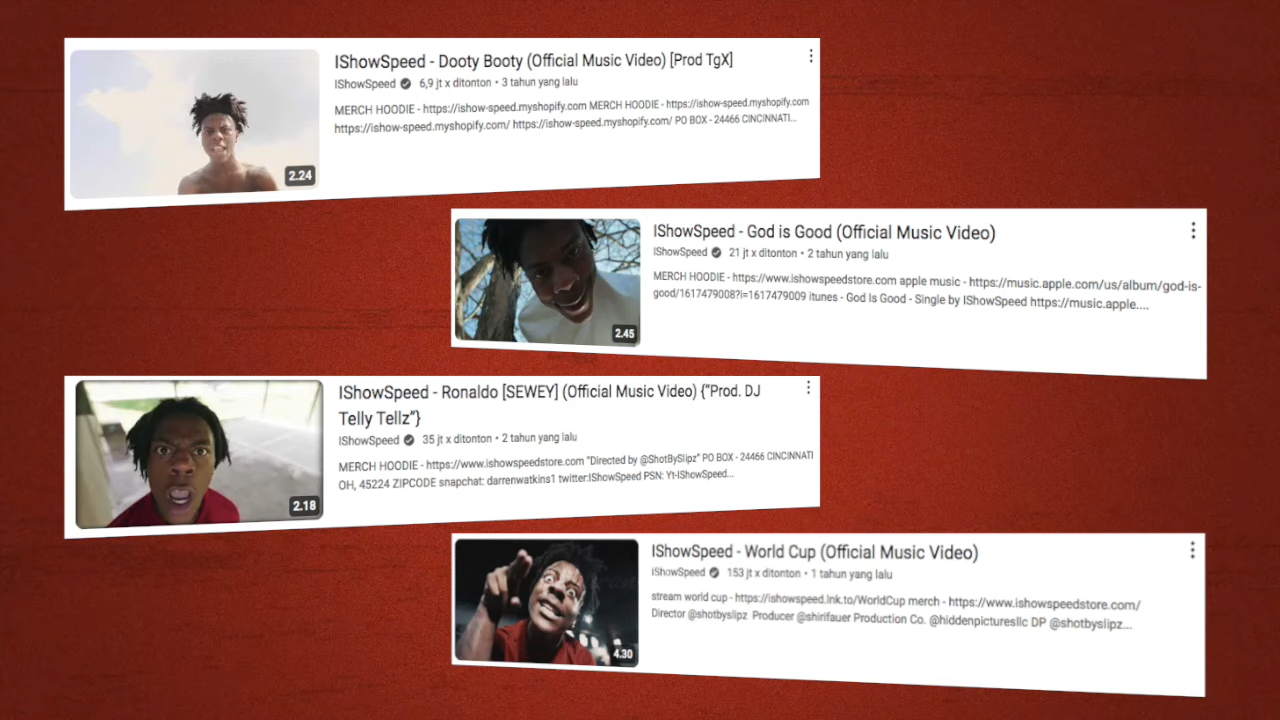 IShowSpeed - Dooty Booty (Official Music Video) [Prod TgX]
IShowSpeed 6,9 jt x ditonton • 3 tahun yang lalu
MERCH HOODIE - https://ishow-speed.myshopify.com MERCH HOODIE - https://ishow-speed.myshopify.com
https://ishow-speed.myshopify.com/ https://ishow-speed.myshopify.com/ PO BOX - 24466 CINCINNATI...
2.24
IShowSpeed - God is Good (Official Music Video)
IShowSpeed 21 jt x ditonton • 2 tahun yang lalu
MERCH HOODIE - https://www.ishowspeedstore.com apple music - https://music.apple.com/us/album/god-is-
good/1617479008?i=1617479009 itunes - God Is Good - Single by IShowSpeed https://music.apple....
2.45
IShowSpeed - Ronaldo [SEWEY] (Official Music Video) {"Prod. DJ
Telly Tellz"}
IShowSpeed 35 jt x ditonton • 2 tahun yang lalu
MERCH HOODIE - https://www.ishowspeedstore.com "Directed by @ShotBySlipz" PO BOX - 24466 CINCINNATI
OH, 45224 ZIPCODE snapchat: darrenwatkins1 twitter:IShowSpeed PSN: Yt-IShowSpeed...
2.18
IShowSpeed - World Cup (Official Music Video)
IShowSpeed 153 jt x ditonton • 1 tahun yang lalu
stream world cup - https://ishowspeed.lnk.to/WorldCup merch - https://www.ishowspeedstore.com/
Director @shotbyslipz Producer @shirifauer Production Co. @hiddenpicturesllc DP @shotbyslipz...
4.30